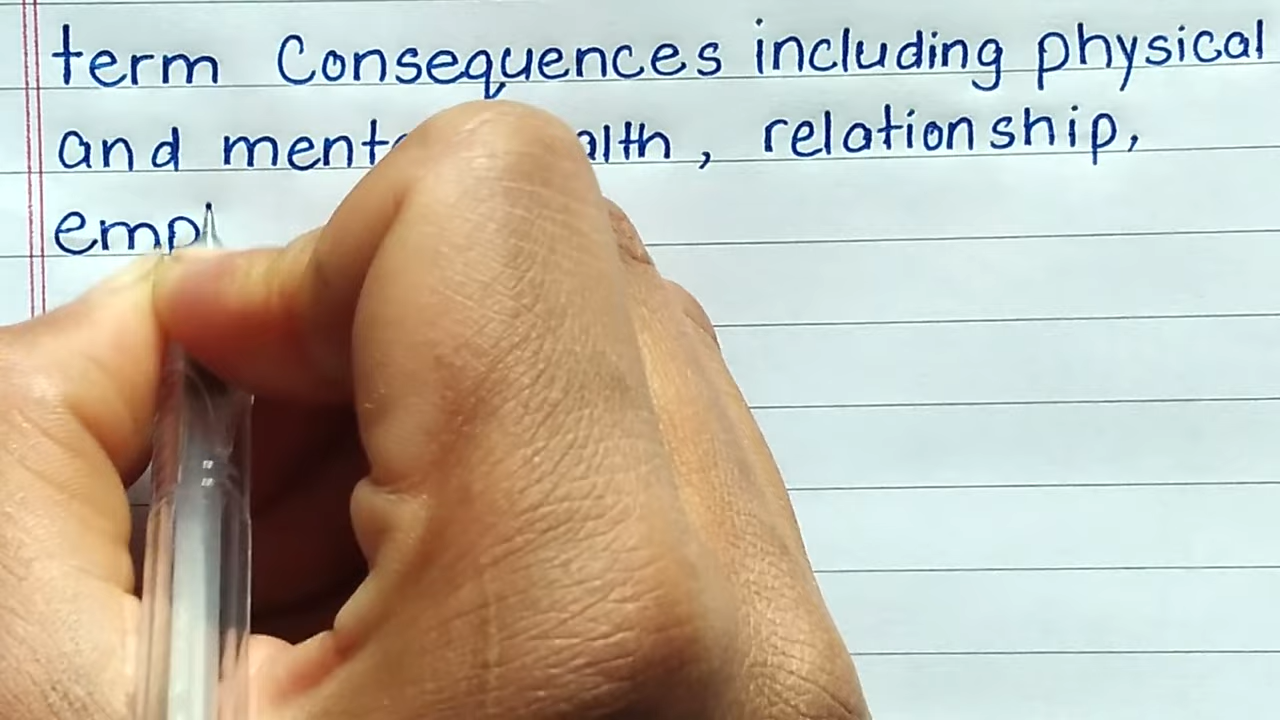 term Consequences including physical
and relationship,